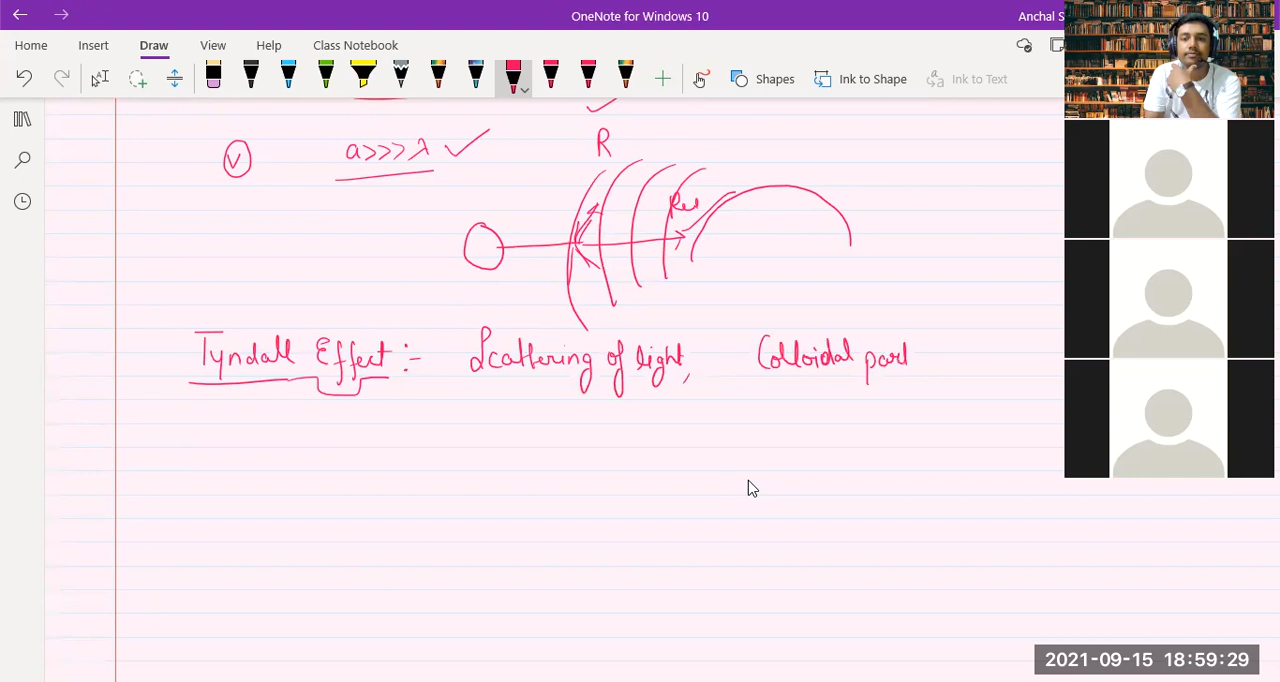 OneNote for Windows 10
Anchal S
Home Insert Draw View Help Class Notebook
Shapes Ink to Shape Ink to Text
R
V a>>>λ
Tyndall Effect :- Scattering of light, Colloidal part
2021-09-15 18:59:29